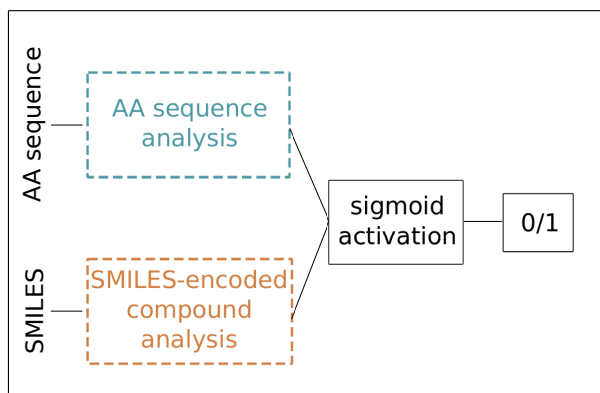 AA sequence
AA sequence
analysis
sigmoid
activation
0/1
SMILES
SMILES-encoded
compound
analysis